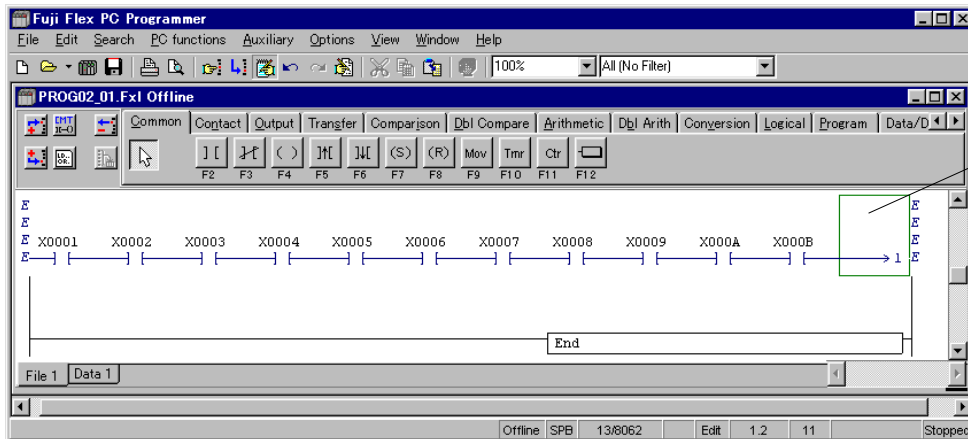 Fuji Flex PC Programmer
File Edit Search PC functions Auxiliary Options View Window Help
100% All (No Filter)
PROG02_01.Fxl Offline
CMT
Common Contact Output Transfer Comparison Dbl Compare Arithmetic Dbl Arith Conversion Logical Program Data/D
LD..
OR..
(S) (R) Mov Tmr Ctr
F2 F3 F4 F5 F6 F7 F8 F9 F10 F11 F12
E E
E E
E X0001 X0002 X0003 X0004 X0005 X0006 X0007 X0008 X0009 X000A X000B E
E 1 E
End
File 1 Data 1
Offline SPB 13/8062 Edit 1.2 11 Stopped